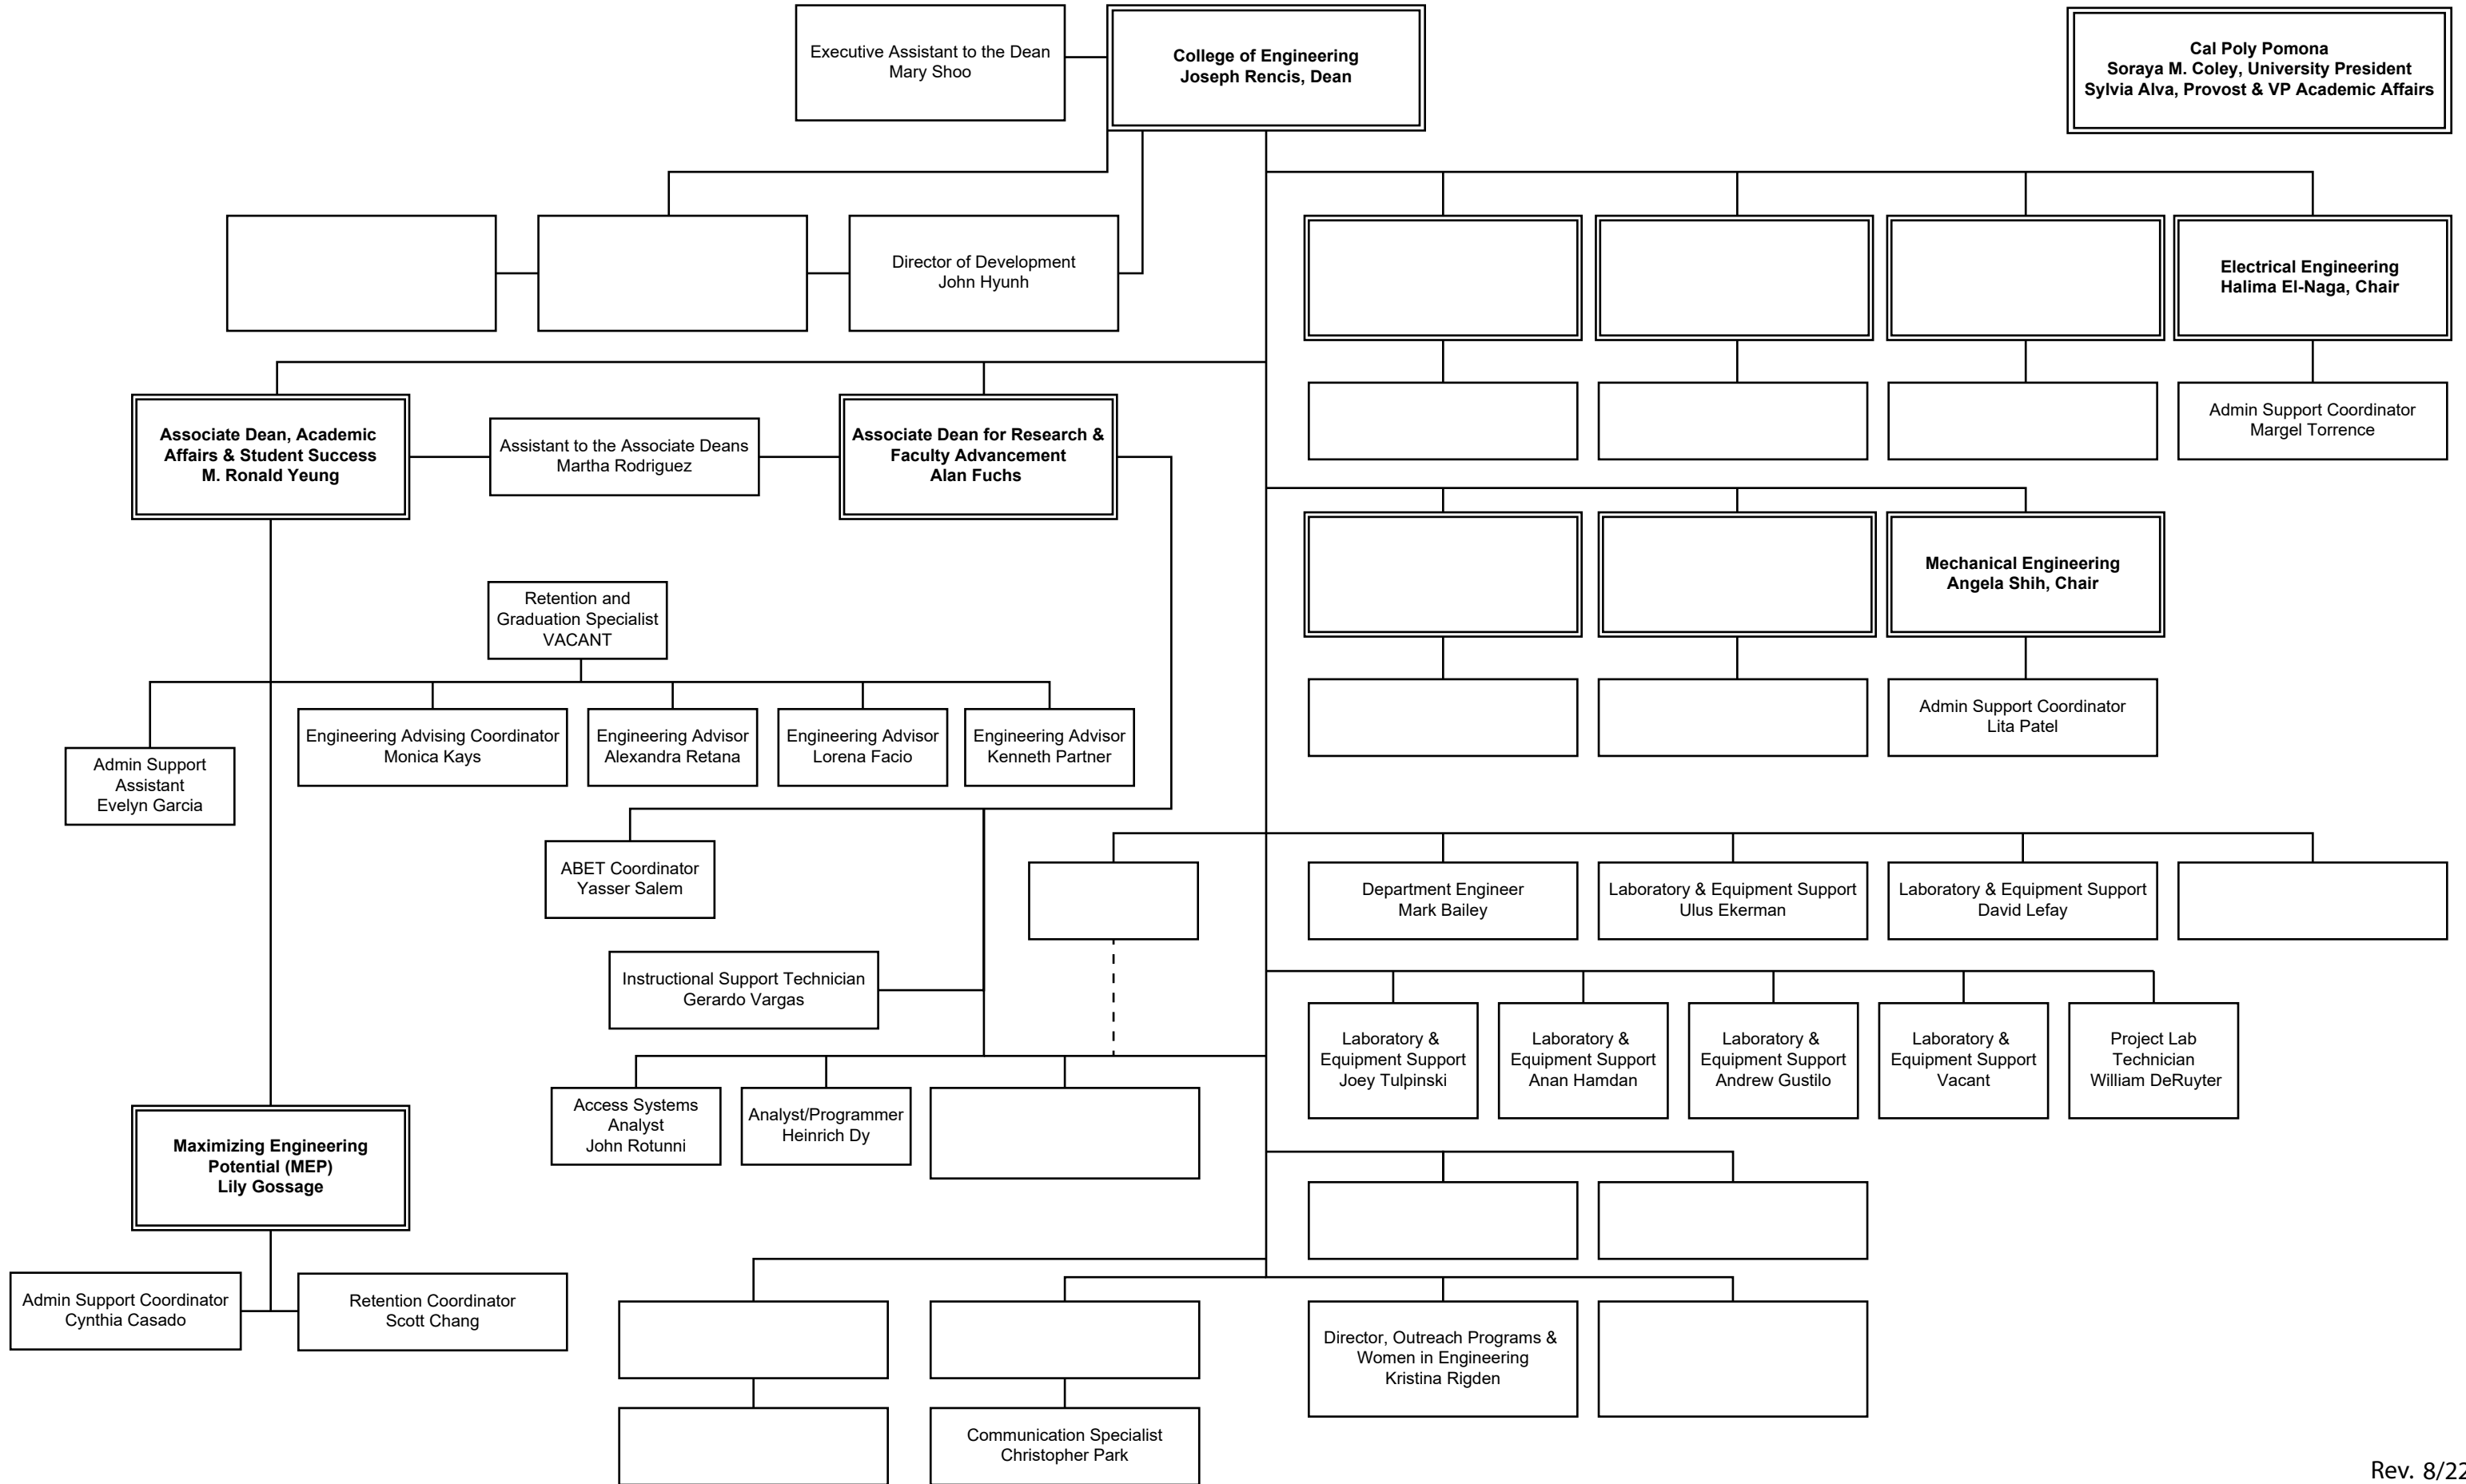 Executive Assistant to the Dean
Mary Shoo
College of Engineering
Joseph Rencis, Dean
Cal Poly Pomona
Soraya M. Coley, University President
Sylvia Alva, Provost & VP Academic Affairs
Director of Development
John Hyunh
Electrical Engineering
Halima El-Naga, Chair
Admin Support Coordinator
Margel Torrence
Associate Dean, Academic
Affairs & Student Success
M. Ronald Yeung
Assistant to the Associate Deans
Martha Rodriguez
Associate Dean for Research &
Faculty Advancement
Alan Fuchs
Mechanical Engineering
Angela Shih, Chair
Admin Support Coordinator
Lita Patel
Retention and
Graduation Specialist
VACANT
Admin Support
Assistant
Evelyn Garcia
Engineering Advising Coordinator
Monica Kays
Engineering Advisor
Alexandra Retana
Engineering Advisor
Lorena Facio
Engineering Advisor
Kenneth Partner
ABET Coordinator
Yasser Salem
Department Engineer
Mark Bailey
Laboratory & Equipment Support
Ulus Ekerman
Laboratory & Equipment Support
David Lefay
Instructional Support Technician
Gerardo Vargas
Laboratory &
Equipment Support
Joey Tulpinski
Laboratory &
Equipment Support
Anan Hamdan
Laboratory &
Equipment Support
Andrew Gustilo
Laboratory &
Equipment Support
Vacant
Project Lab
Technician
William DeRuyter
Access Systems
Analyst
John Rotunni
Analyst/Programmer
Heinrich Dy
Maximizing Engineering
Potential (MEP)
Lily Gossage
Admin Support Coordinator
Cynthia Casado
Retention Coordinator
Scott Chang
Director, Outreach Programs &
Women in Engineering
Kristina Rigden
Communication Specialist
Christopher Park
Rev. 8/22